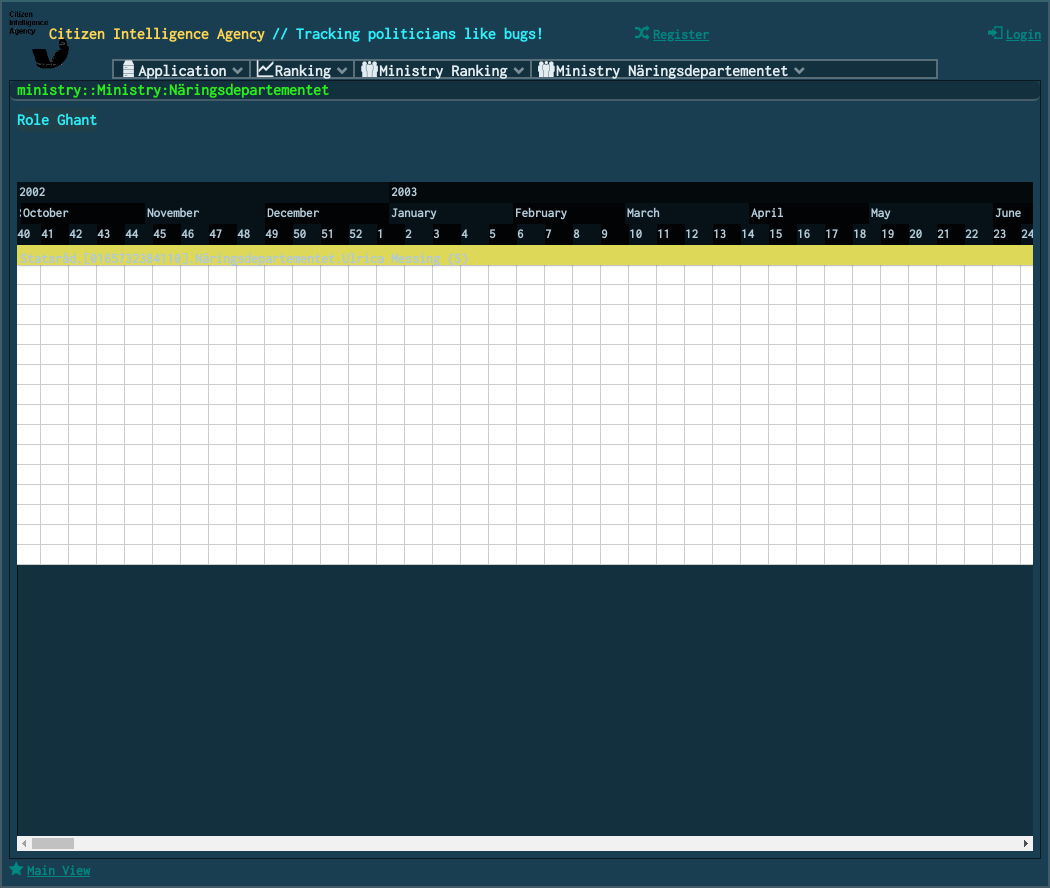 Citizen
Intelligence
Agency
Citizen Intelligence Agency // Tracking politicians like bugs!
Register
Login
Application
Ranking
Ministry Ranking
Ministry Näringsdepartementet
ministry::Ministry:Näringsdepartementet
Role Ghant
2002 2003
October November December January February March April May June
40 41 42 43 44 45 46 47 48 49 50 51 52 1 2 3 4 5 6 7 8 9 10 11 12 13 14 15 16 17 18 19 20 21 22 23 24
Statsråd Näringsdepartementet Ulrica Messing (S)
Main View